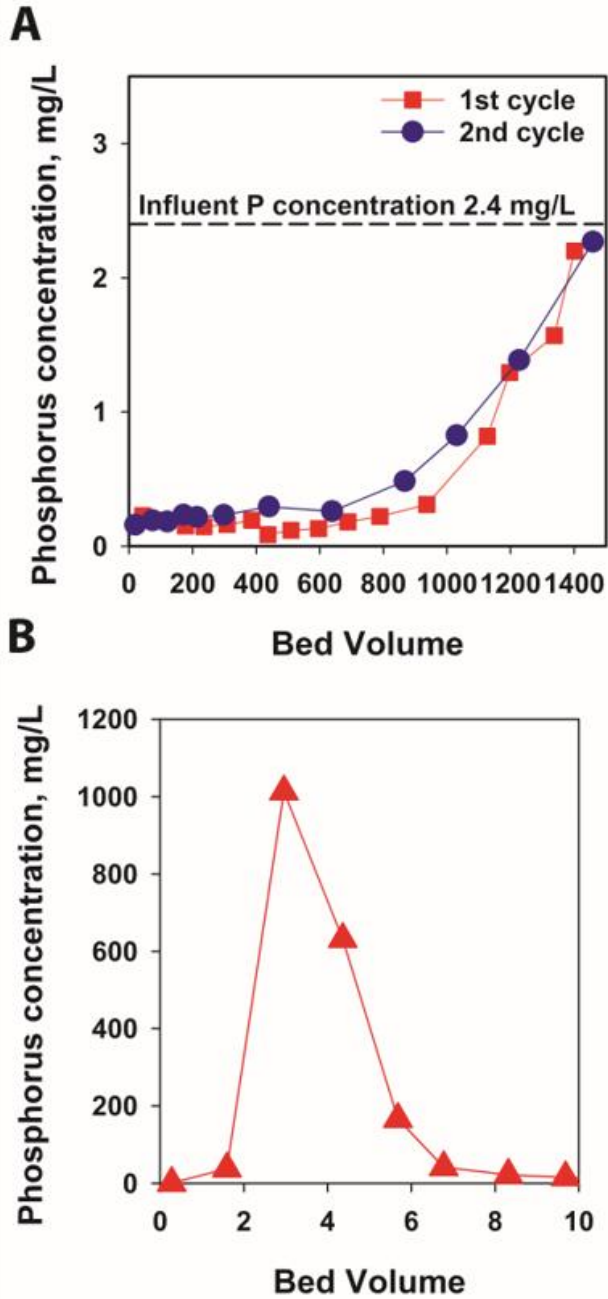 A
Phosphorus concentration, mg/L
3
2
1
0
1st cycle
2nd cycle
Influent P concentration 2.4 mg/L
0 200 400 600 800 1000 1200 1400
Bed Volume
B
Phosphorus concentration, mg/L
1200
1000
800
600
400
200
0
0 2 4 6 8 10
Bed Volume